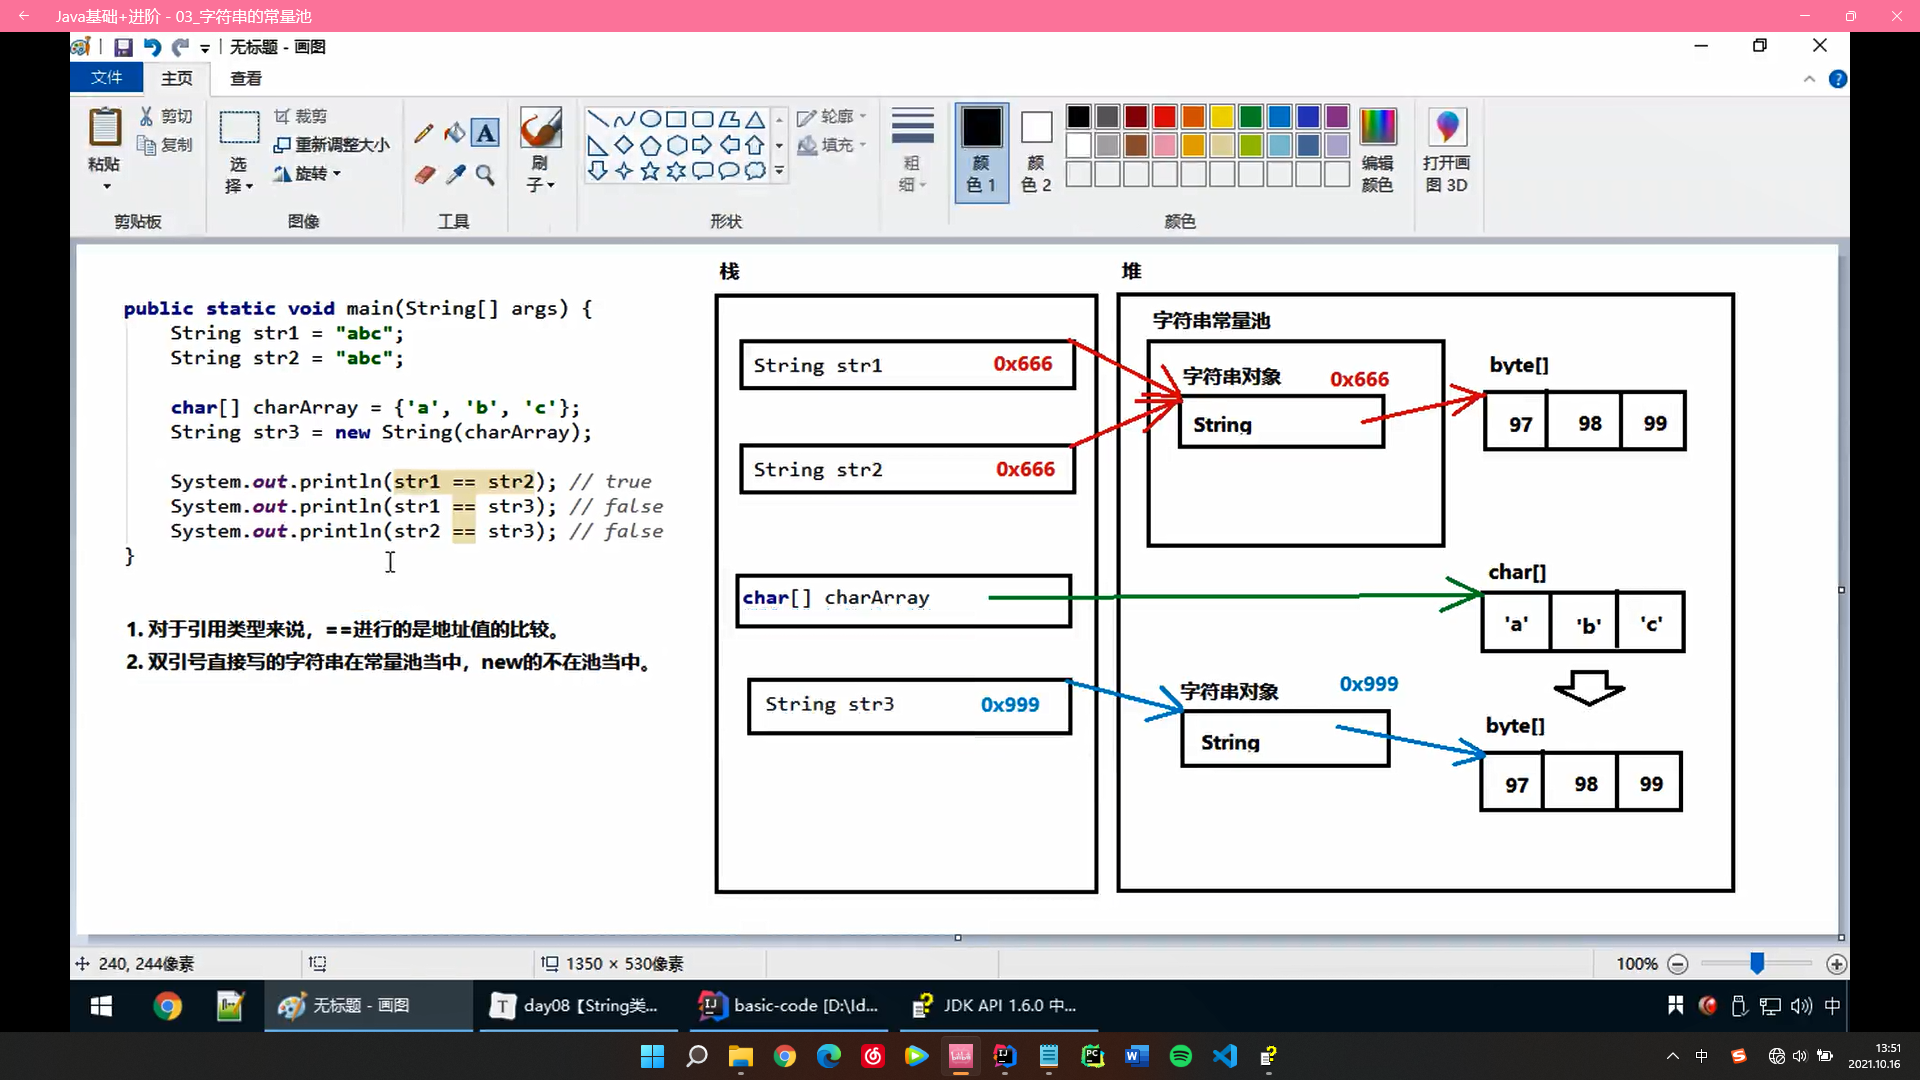 Java基础+进阶 - 03_字符串的常量池
无标题 - 画图
文件 主页 查看
粘贴 剪切 复制
剪贴板
选择 裁剪 重新调整大小 旋转
图像
A
工具
刷子
轮廓 填充
形状
粗细
颜色 1
颜色 2
编辑颜色
颜色
打开画图 3D
public static void main(String[] args) {
String str1 = "abc";
String str2 = "abc";
char[] charArray = {'a', 'b', 'c'};
String str3 = new String(charArray);
System.out.println(str1 == str2); // true
System.out.println(str1 == str3); // false
System.out.println(str2 == str3); // false
}
1. 对于引用类型来说，==进行的是地址值的比较。
2. 双引号直接写的字符串在常量池当中，new的不在池当中。
栈
String str1 0x666
String str2 0x666
char[] charArray
String str3 0x999
堆
字符串常量池
字符串对象 0x666
String
byte[]
97 98 99
char[]
'a' 'b' 'c'
字符串对象 0x999
String
byte[]
97 98 99
240, 244像素
1350 × 530像素
100%
无标题 - 画图
day08【String类...
basic-code [D:\Id...
JDK API 1.6.0 中...
中
中
13:51
2021.10.16